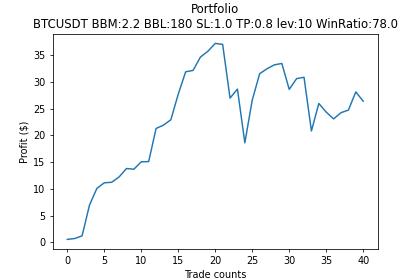 Portfolio
BTCUSDT BBM:2.2 BBL:180 SL:1.0 TP:0.8 lev:10 WinRatio:78.0
35
30
25
20
15
10
5
0
Profit ($)
0 5 10 15 20 25 30 35 40
Trade counts